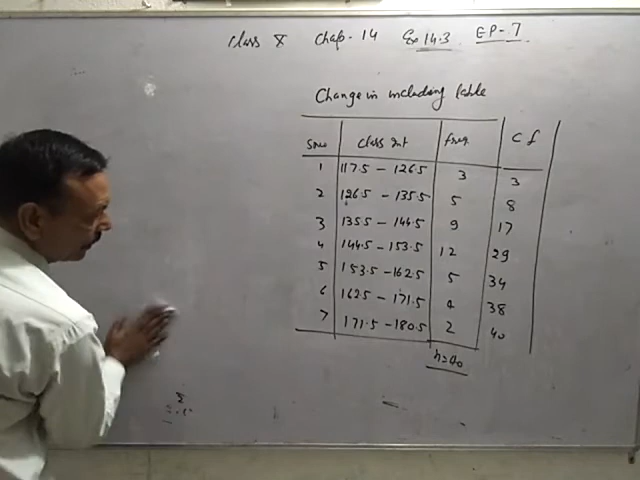 Class X Chap. 14 Ex 14.3 EP-7
Change in including table
Sno Class Int freq C f
1 117.5 - 126.5 3 3
2 126.5 - 135.5 5 8
3 135.5 - 144.5 9 17
4 144.5 - 153.5 12 29
5 153.5 - 162.5 5 34
6 162.5 - 171.5 4 38
7 171.5 - 180.5 2 40
n=40